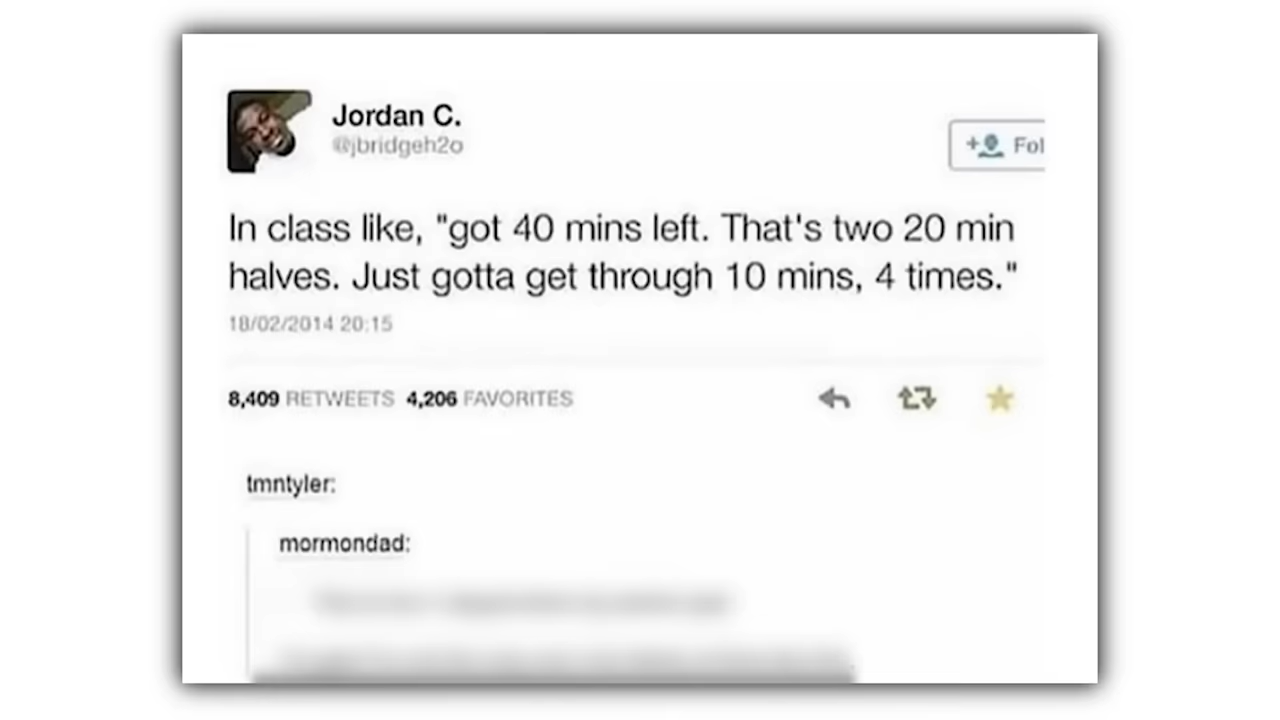 Jordan C.
@jbridgeh2o
Fol
In class like, "got 40 mins left. That's two 20 min
halves. Just gotta get through 10 mins, 4 times."
18/02/2014 20:15
8,409 RETWEETS 4,206 FAVORITES
tmntyler:
mormondad: